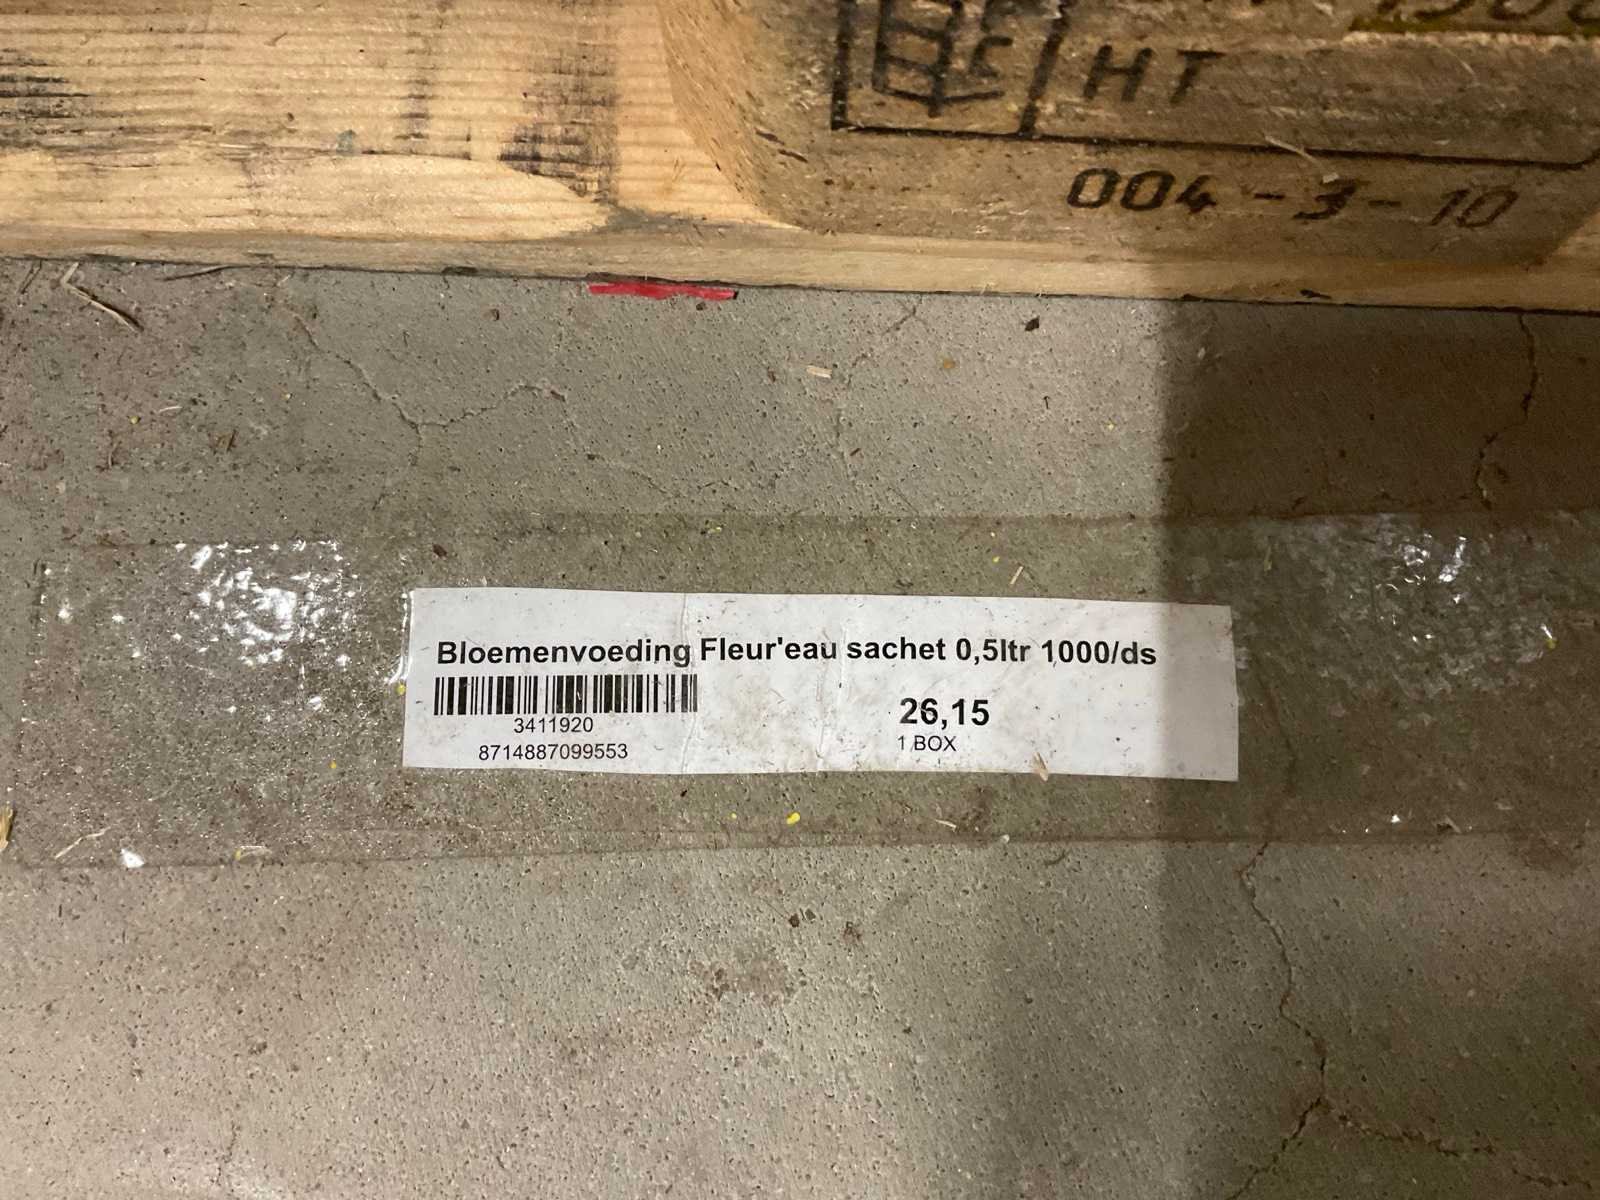 HT
004-3-10
Bloemenvoeding Fleur'eau sachet 0,5ltr 1000/ds
3411920
8714887099553
26,15
1 BOX